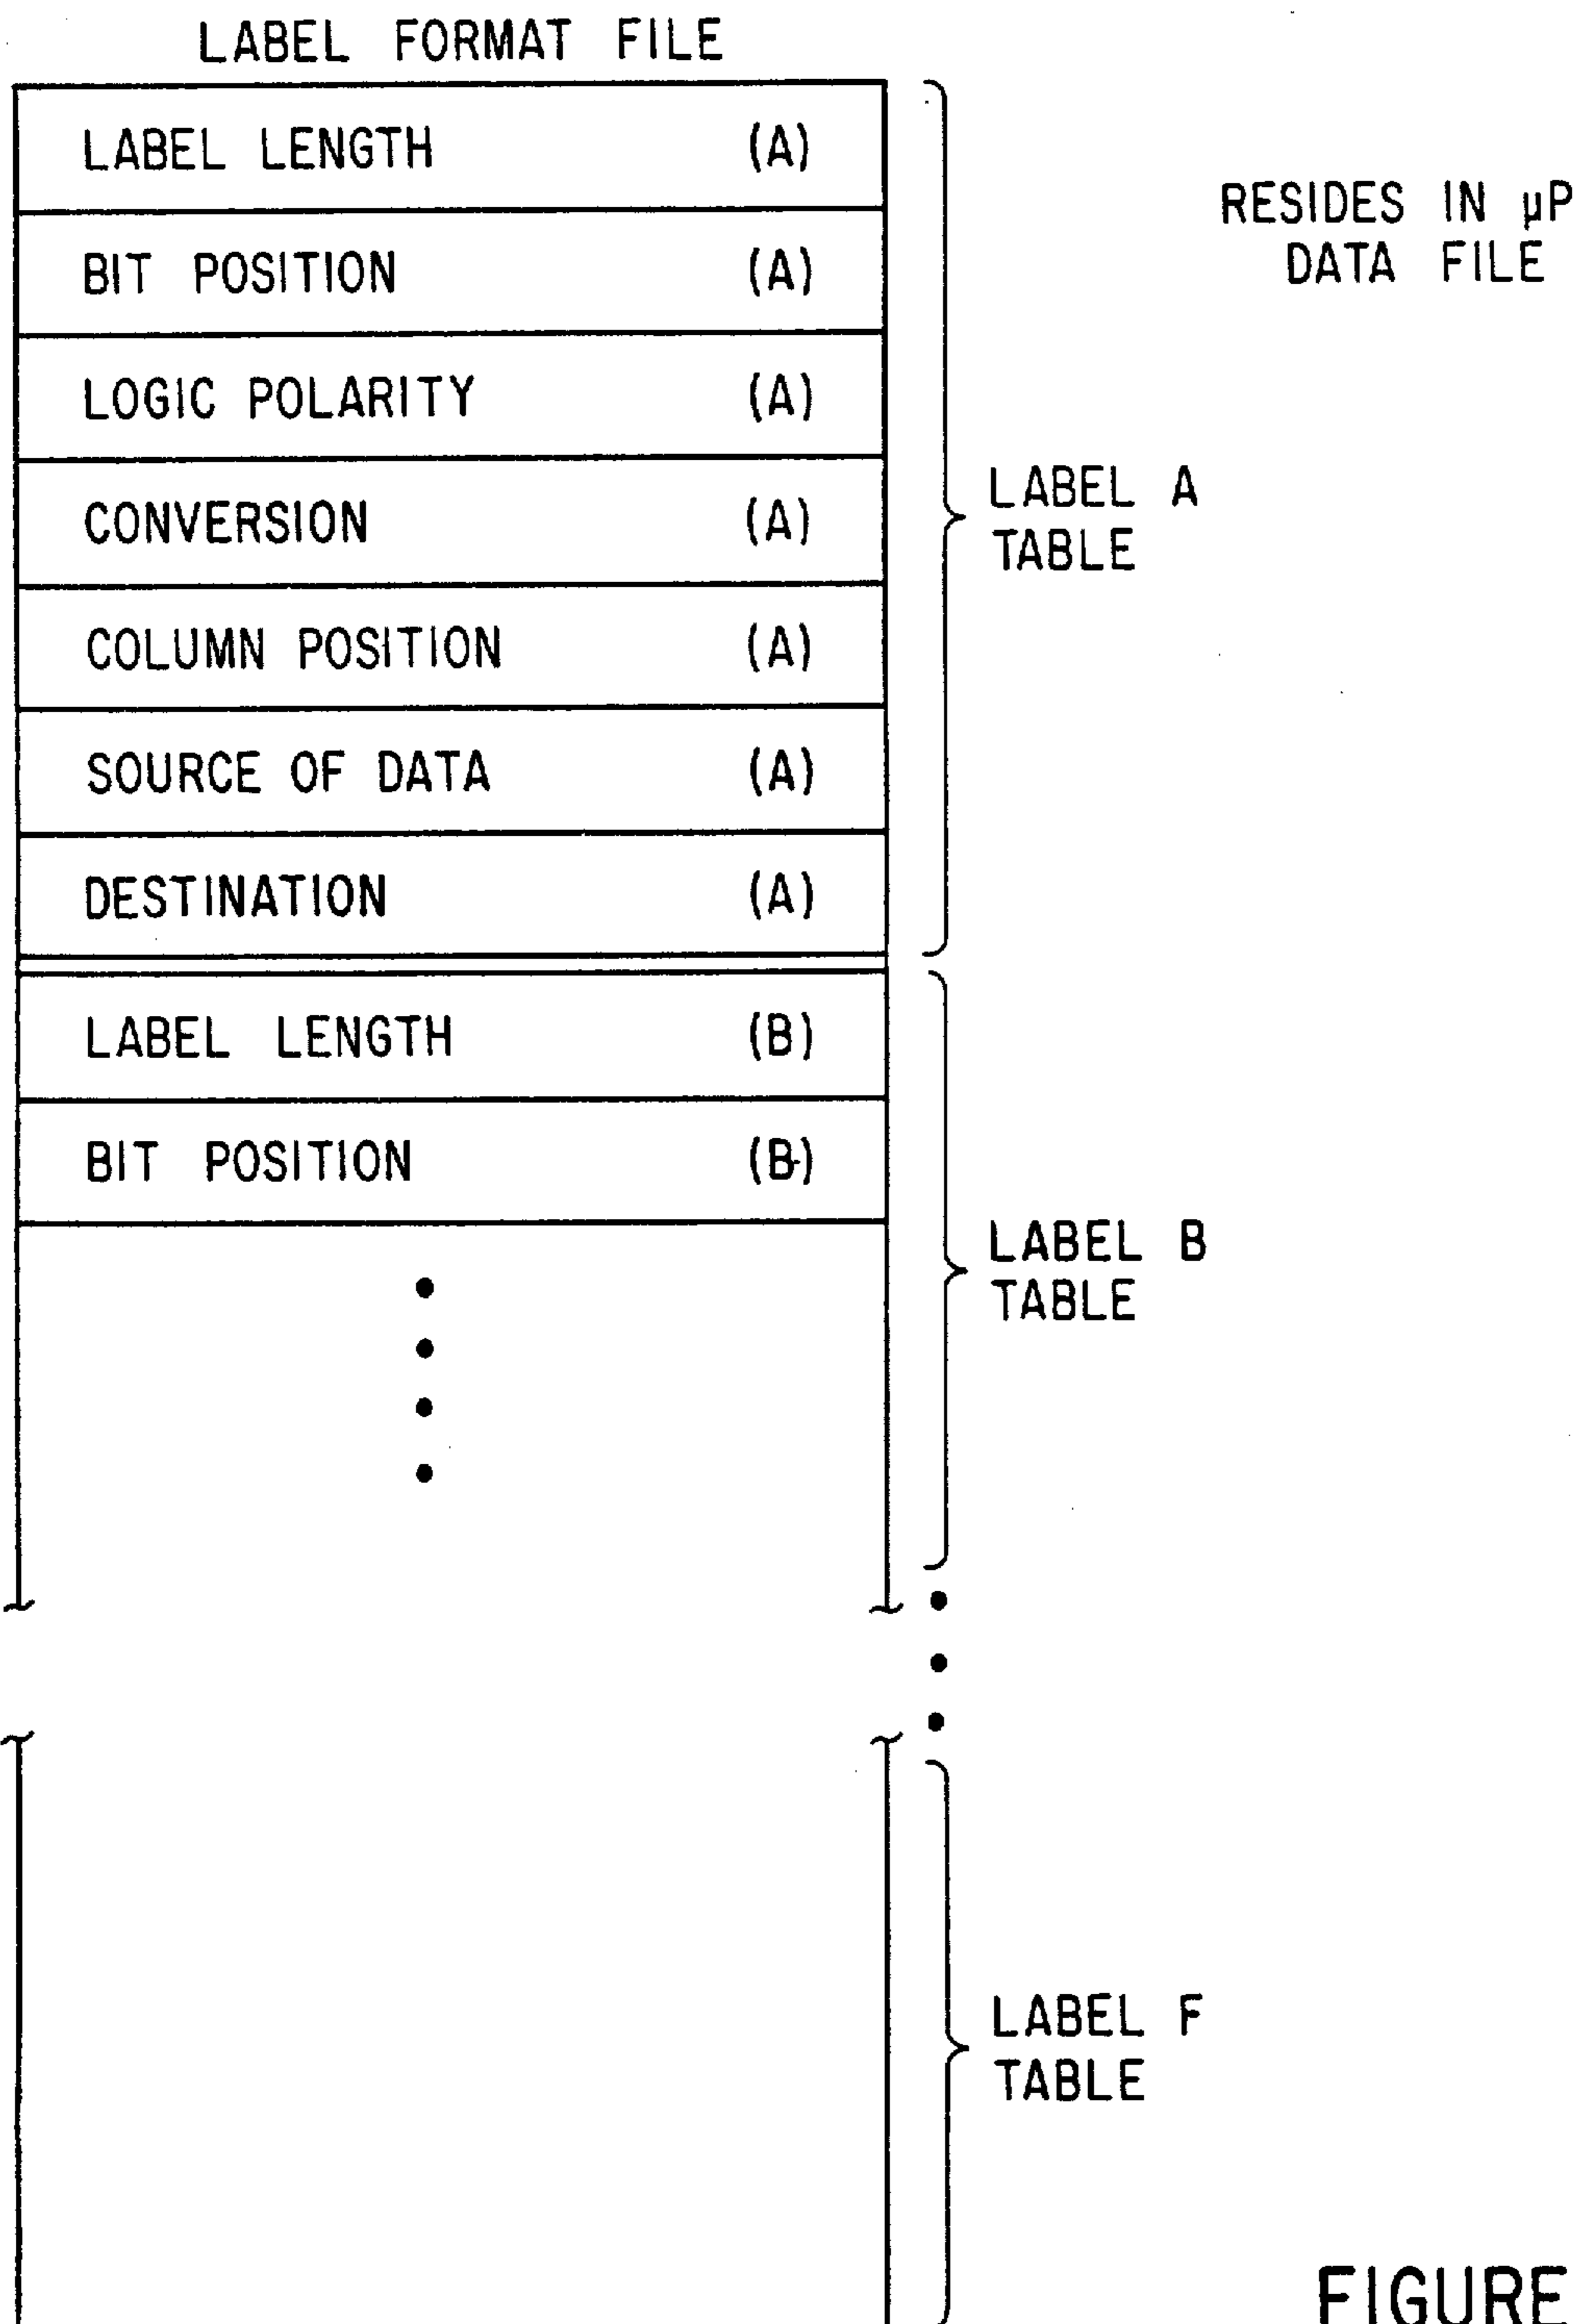 LABEL FORMAT FILE
LABEL LENGTH (A)
BIT POSITION (A)
LOGIC POLARITY (A)
CONVERSION (A)
COLUMN POSITION (A)
SOURCE OF DATA (A)
DESTINATION (A)
LABEL LENGTH (B)
BIT POSITION (B)
RESIDES IN µP
DATA FILE
LABEL A
TABLE
LABEL B
TABLE
LABEL F
TABLE
FIGURE